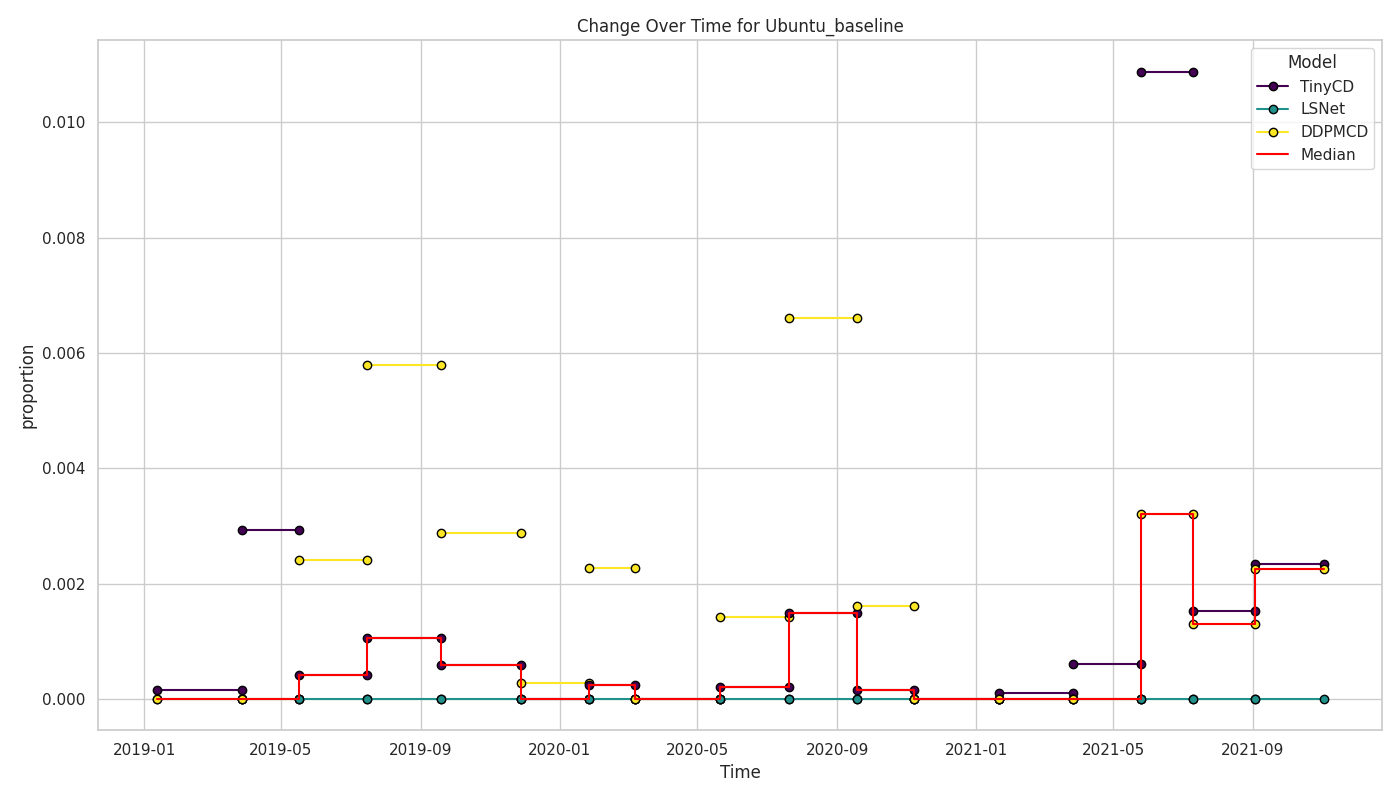 Change Over Time for Ubuntu_baseline
Model
TinyCD
LSNet
DDPMCD
Median
proportion
0.010
0.008
0.006
0.004
0.002
0.000
2019-01
2019-05
2019-09
2020-01
2020-05
2020-09
2021-01
2021-05
2021-09
Time